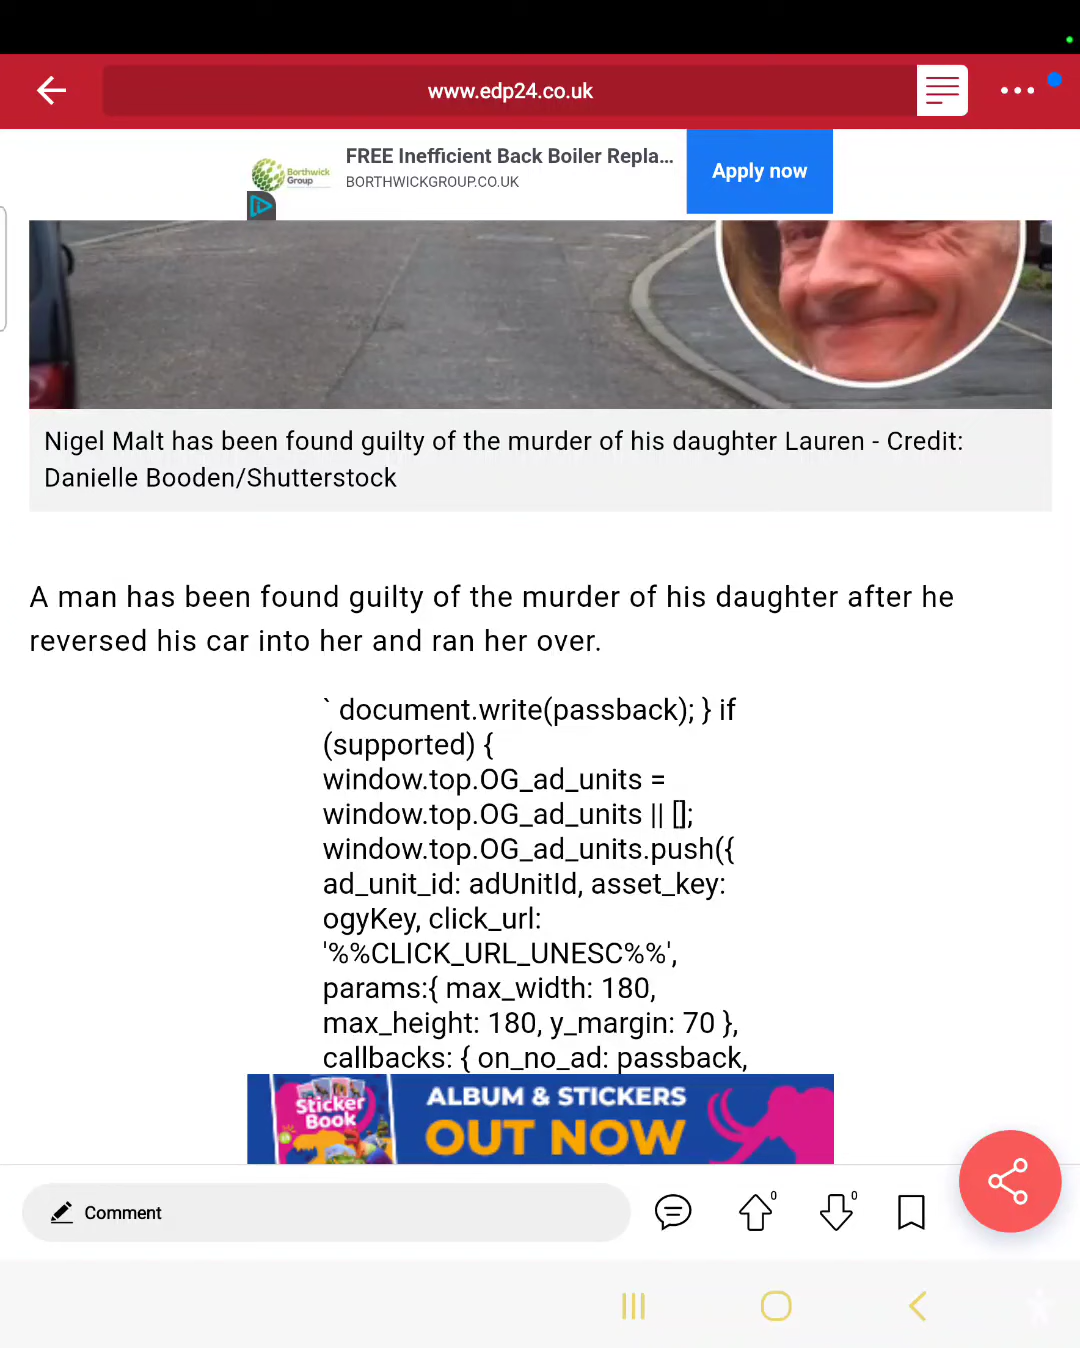 www.edp24.co.uk
FREE Inefficient Back Boiler Repla...
Borthwick
Group
BORTHWICKGROUP.CO.UK
Apply now
Nigel Malt has been found guilty of the murder of his daughter Lauren - Credit:
Danielle Booden/Shutterstock
A man has been found guilty of the murder of his daughter after he
reversed his car into her and ran her over.
` document.write(passback); } if
(supported) {
window.top.OG_ad_units =
window.top.OG_ad_units || [];
window.top.OG_ad_units.push({
ad_unit_id: adUnitId, asset_key:
ogyKey, click_url:
'%%CLICK_URL_UNESC%%',
params:{ max_width: 180,
max_height: 180, y_margin: 70 },
callbacks: { on_no_ad: passback,
Sticker
Book
ALBUM & STICKERS
OUT NOW
Comment
0
0